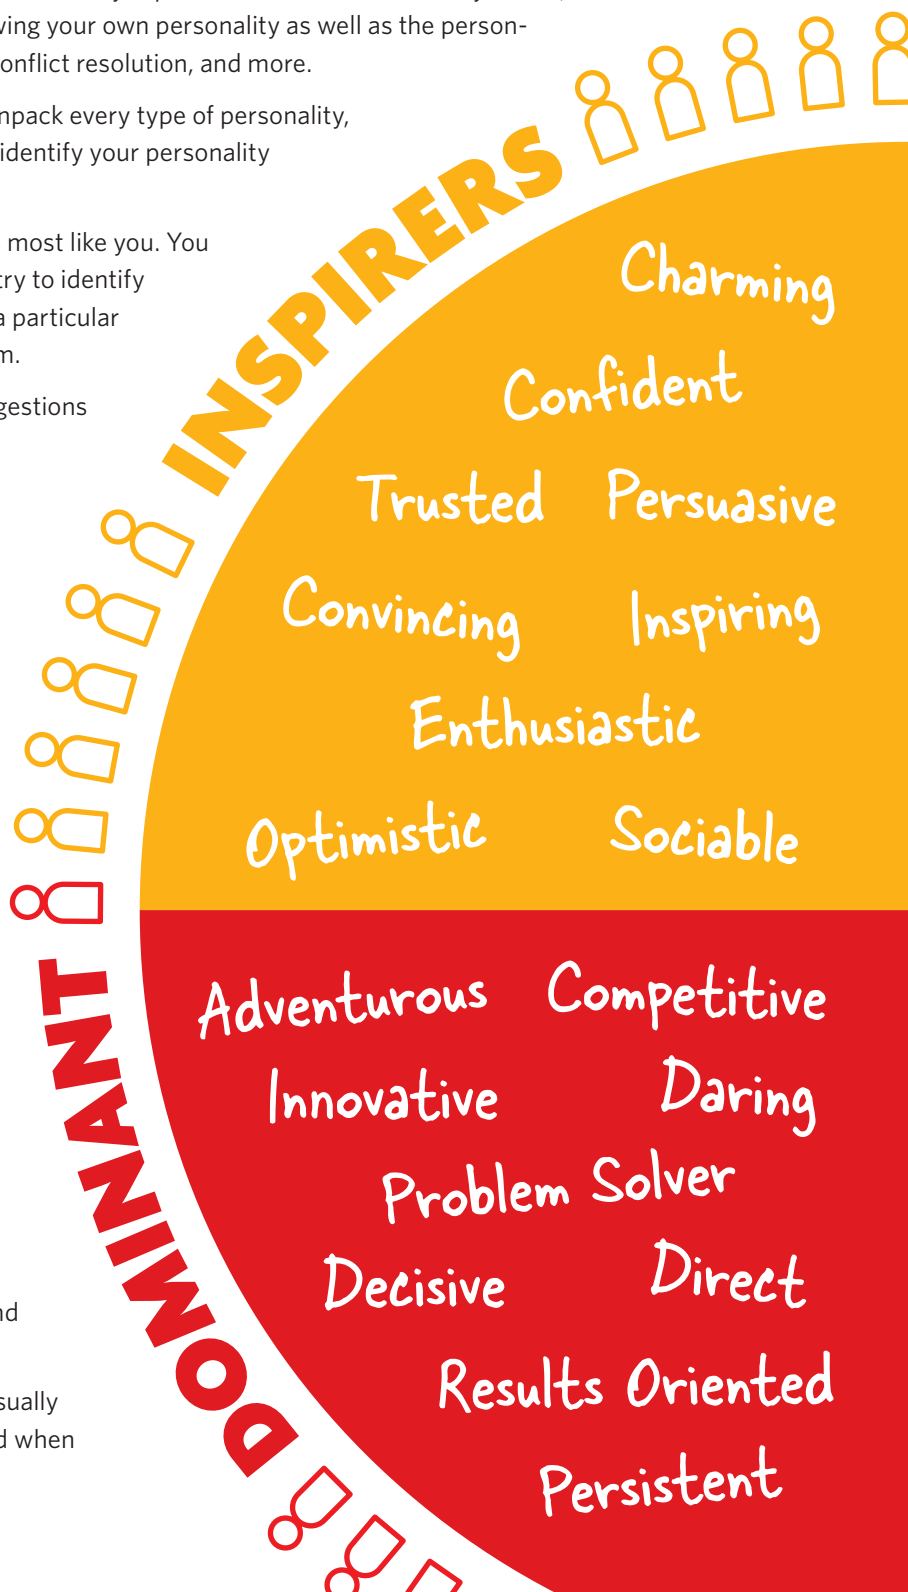 ving your own personality as well as the person-
onflict resolution, and more.
npack every type of personality,
identify your personality
most like you. You
try to identify
a particular
m.
gestions
INSPIRERS
Charming
Confident
Trusted Persuasive
Convincing Inspiring
Enthusiastic
Optimistic Sociable
DOMINANT
Adventurous Competitive
Innovative Daring
Problem Solver
Decisive Direct
Results Oriented
Persistent
nd
sually
d when